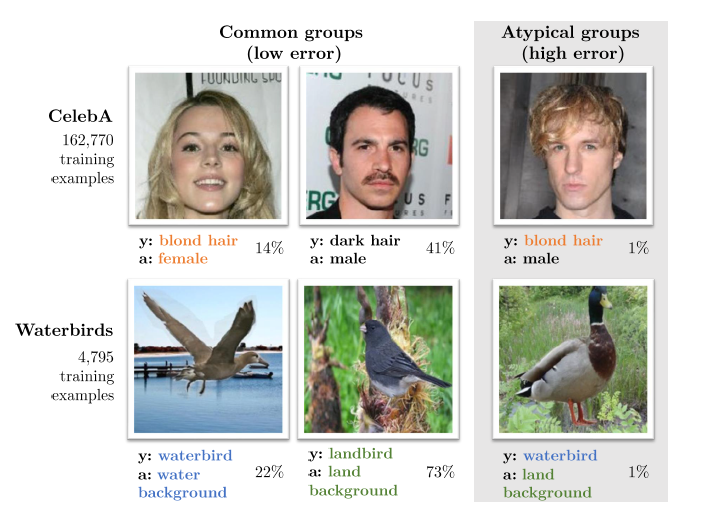 Common groups
(low error)
Atypical groups
(high error)
CelebA
162,770
training
examples
FOUNDING
FOCUS
y: blond hair
a: female
14%
y: dark hair
a: male
41%
y: blond hair
a: male
1%
Waterbirds
4,795
training
examples
y: waterbird
a: water
background
22%
y: landbird
a: land
background
73%
y: waterbird
a: land
background
1%